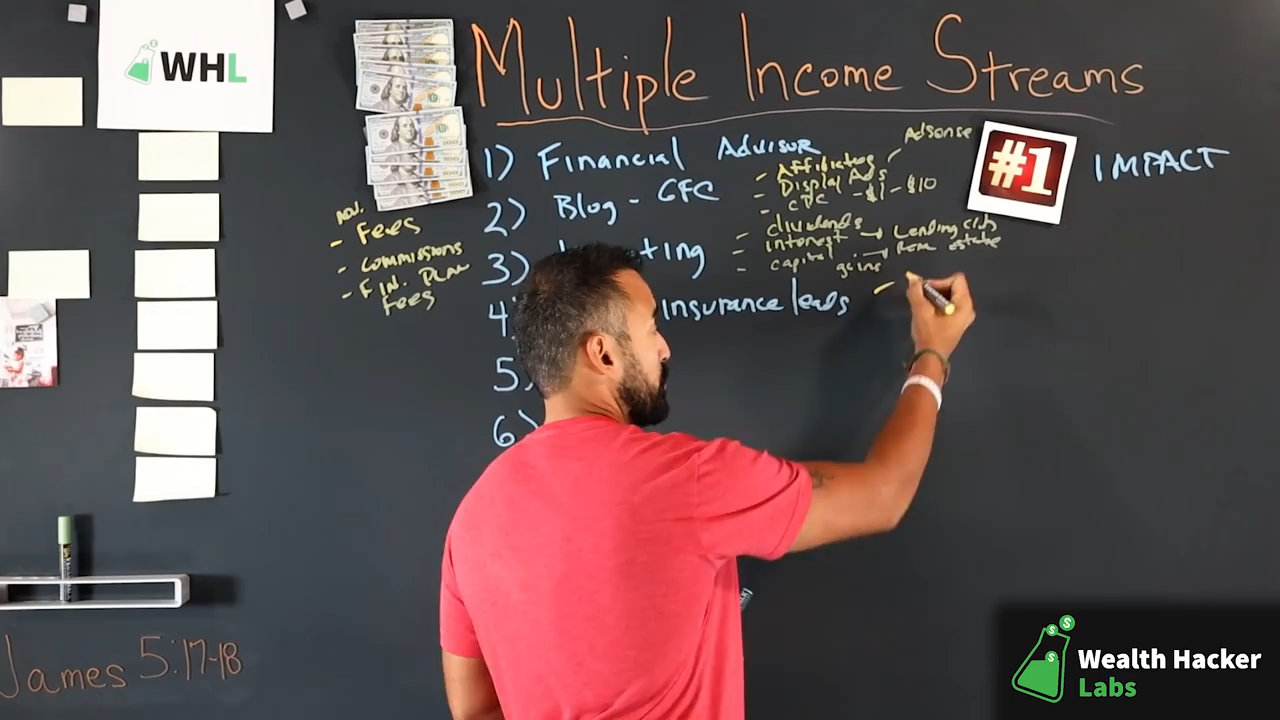 WHL
Multiple Income Streams
#1
IMPACT
1) Financial Advisor
ADV.
- Fees
- Commissions
- FIN. PLAN
Fees
2) Blog - GFC
- Affiliates
- Display Ads - Adsense
- CPC - $1 - $10
3)
- dividends
- interest → Lending club
- capital gains → Real estate
4) insurance leads -
5)
6)
James 5:17-18
Wealth Hacker
Labs